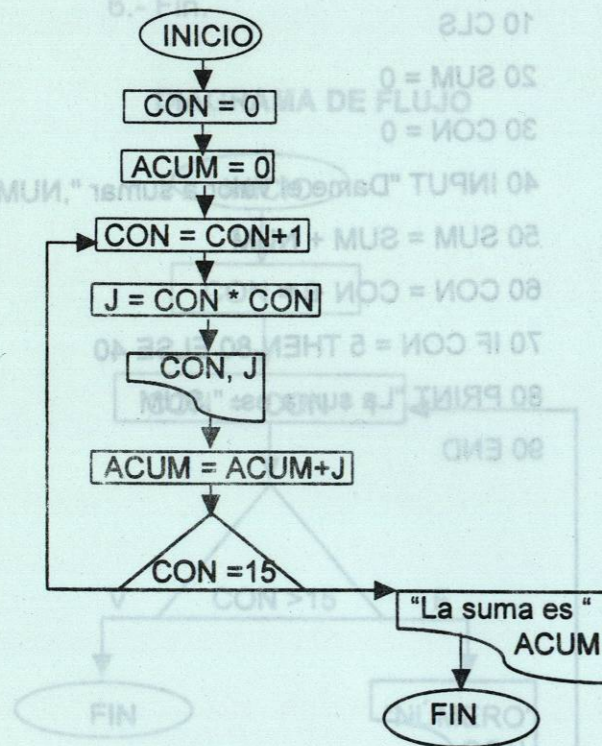 INICIO
CON = 0
ACUM = 0
CON = CON+1
J = CON * CON
CON, J
ACUM = ACUM+J
CON =15
"La suma es "
ACUM
FIN
10 CLS
20 SUM = 0
30 CON = 0
40 INPUT "Dame el valor a sumar ",NUM
50 SUM = SUM +
60 CON = CON
70 IF CON = 5 THEN 80 ELSE 40
80 PRINT "La suma es: " SUM
90 END
6.- Fin.
DE FLUJO
CON >15
V
FIN